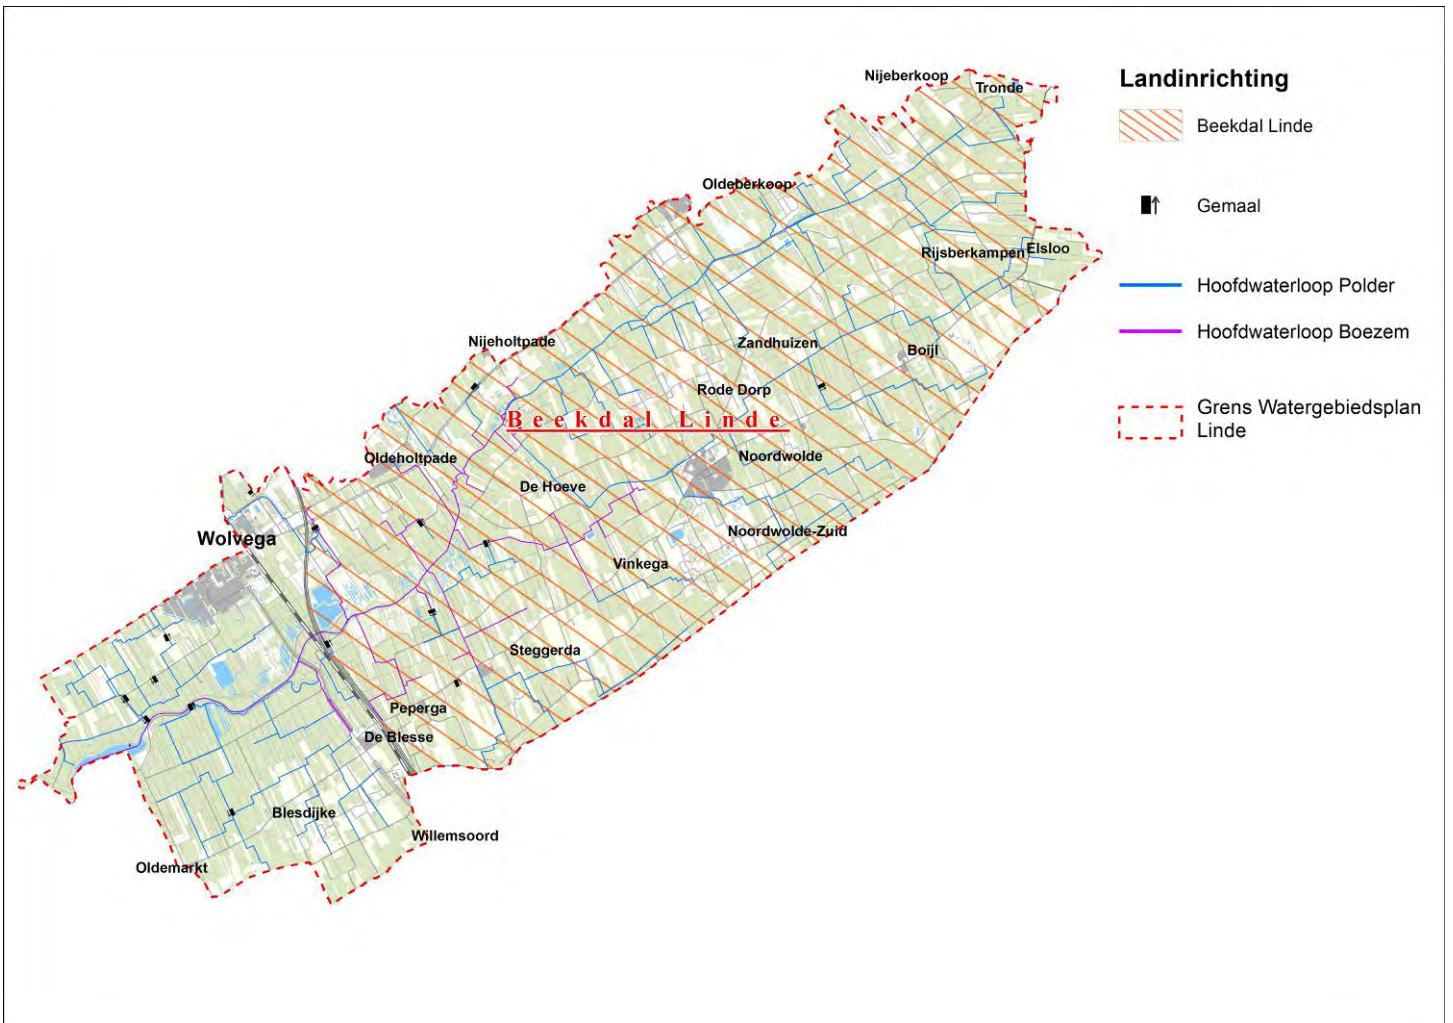 Landinrichting
Beekdal Linde
Gemaal
Hoofdwaterloop Polder
Hoofdwaterloop Boezem
Grens Watergebiedsplan
Linde
Nijeberkoop
Tronde
Oldeberkoop
Rijsberkampen
Elsloo
Nijeholtpade
Zandhuizen
Boijl
Rode Dorp
Beekdal Linde
Oldeholtpade
Noordwolde
De Hoeve
Noordwolde-Zuid
Wolvega
Vinkega
Steggerda
Peperga
De Blesse
Blesdijke
Willemsoord
Oldemarkt